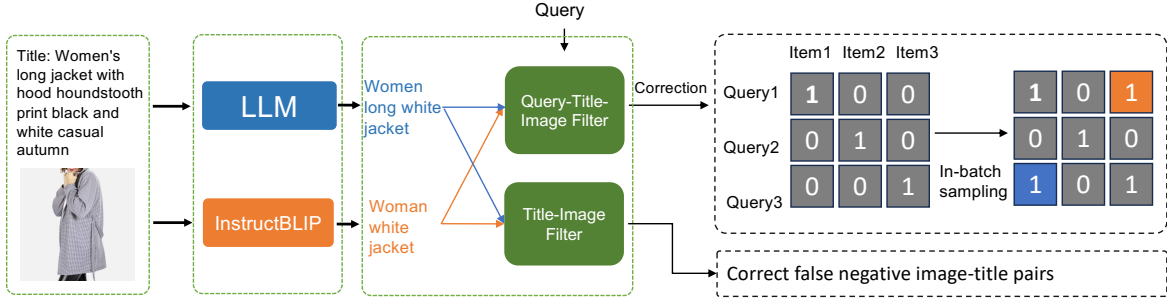 Query
Title: Women's
long jacket with
hood houndstooth
print black and
white casual
autumn
LLM
InstructBLIP
Women
long white
jacket
Woman
white
jacket
Query-Title-
Image Filter
Title-Image
Filter
Correction
Item1 Item2 Item3
Query1 1 0 0
Query2 0 1 0
Query3 0 0 1
In-batch
sampling
1 0 1
0 1 0
1 0 1
Correct false negative image-title pairs